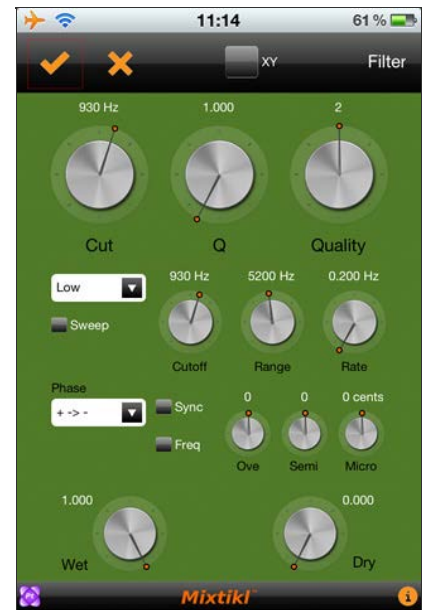 11:14
61 %
XY
Filter
930 Hz
1.000
2
Cut
Q
Quality
Low
930 Hz
5200 Hz
0.200 Hz
Sweep
Cutoff
Range
Rate
Phase
+ -> -
Sync
0
0
0 cents
Freq
Ove
Semi
Micro
1.000
0.000
Wet
Dry
Pt
Mixtikl™
i